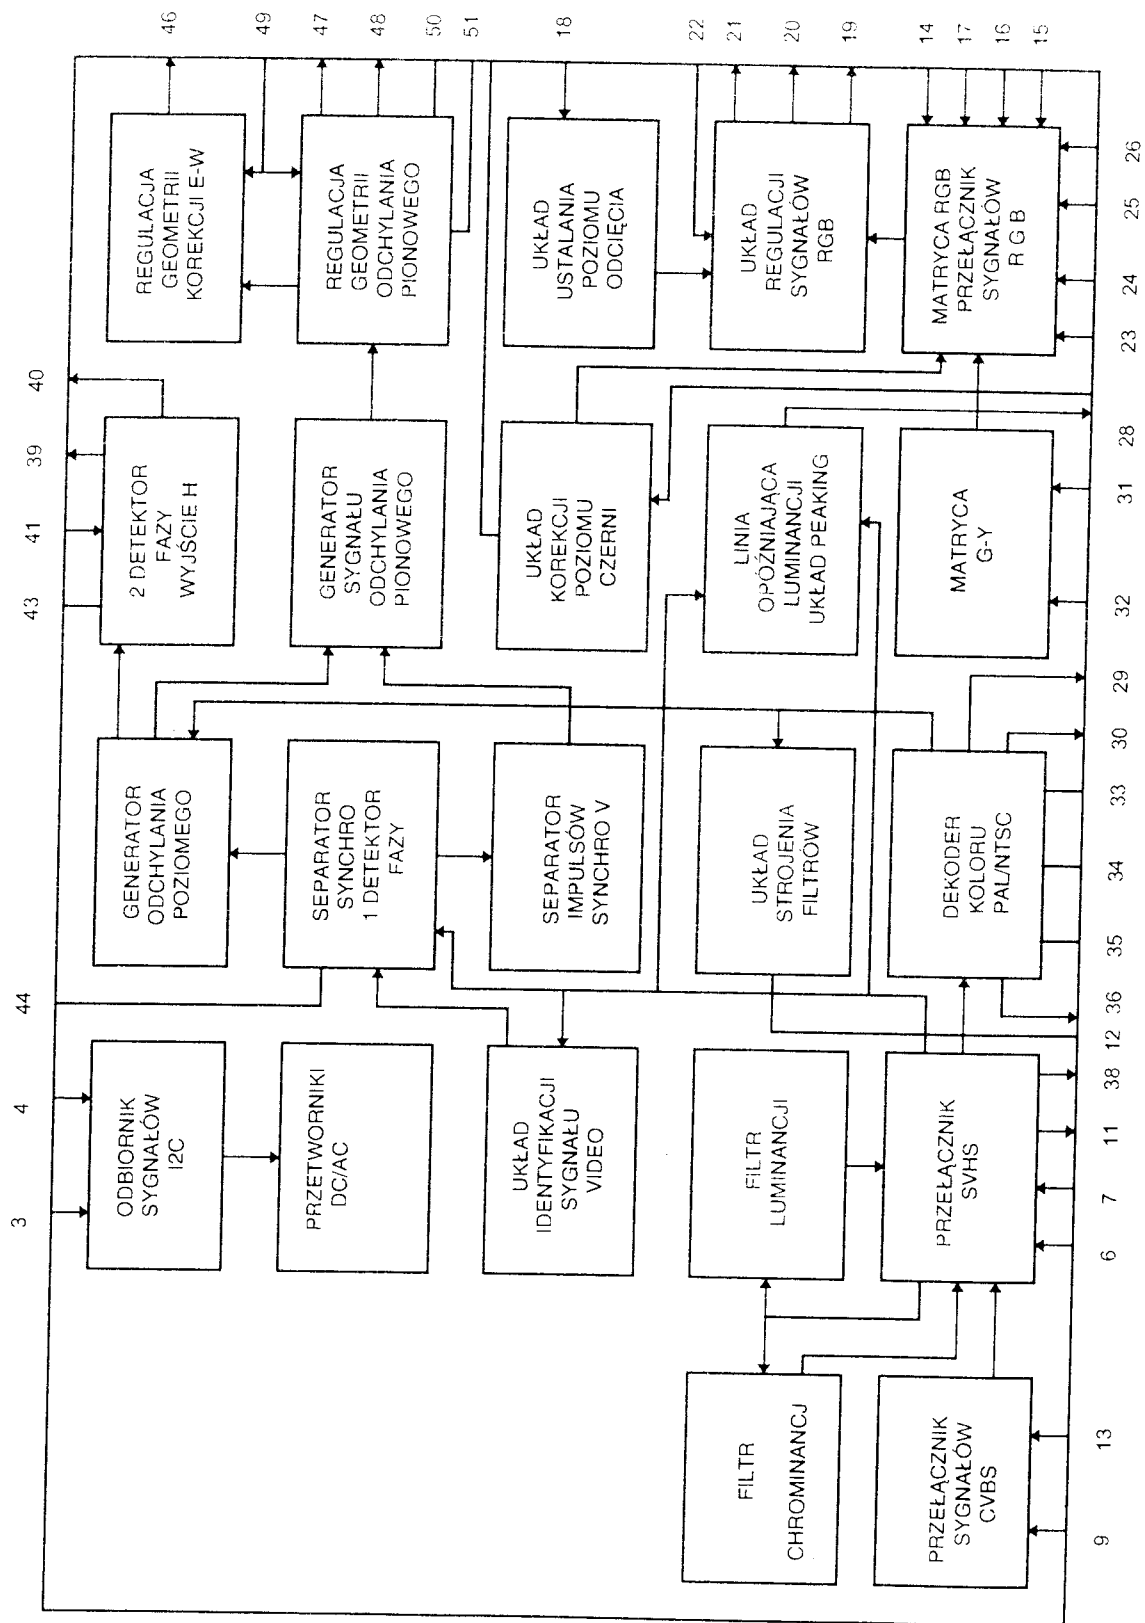 3
4
44
43
41
39
40
ODBIORNIK
SYGNAŁÓW
I2C
GENERATOR
ODCHYLANIA
POZIOMEGO
2 DETEKTOR
FAZY
WYJŚCIE H
REGULACJA
GEOMETRII
KOREKCJI E-W
46
49
PRZETWORNIKI
DC/AC
SEPARATOR
SYNCHRO
1 DETEKTOR
FAZY
GENERATOR
SYGNAŁU
ODCHYLANIA
PIONOWEGO
REGULACJA
GEOMETRII
ODCHYLANIA
PIONOWEGO
47
48
50
51
UKŁAD
IDENTYFIKACJI
SYGNAŁU
VIDEO
SEPARATOR
IMPULSÓW
SYNCHRO V
UKŁAD
KOREKCJI
POZIOMU
CZERNI
UKŁAD
USTALANIA
POZIOMU
ODCIĘCIA
18
FILTR
CHROMINANCJ
FILTR
LUMINANCJI
UKŁAD
STROJENIA
FILTRÓW
LINIA
OPÓŹNIAJĄCA
LUMINANCJI
UKŁAD PEAKING
UKŁAD
REGULACJI
SYGNAŁÓW
RGB
22
21
20
19
PRZEŁĄCZNIK
SYGNAŁÓW
CVBS
PRZEŁĄCZNIK
SVHS
DEKODER
KOLORU
PAL/NTSC
MATRYCA
G-Y
MATRYCA RGB
PRZEŁĄCZNIK
SYGNAŁÓW
R G B
14
17
16
15
9
13
6
7
11
38
12
36
35
34
33
30
29
32
31
28
23
24
25
26